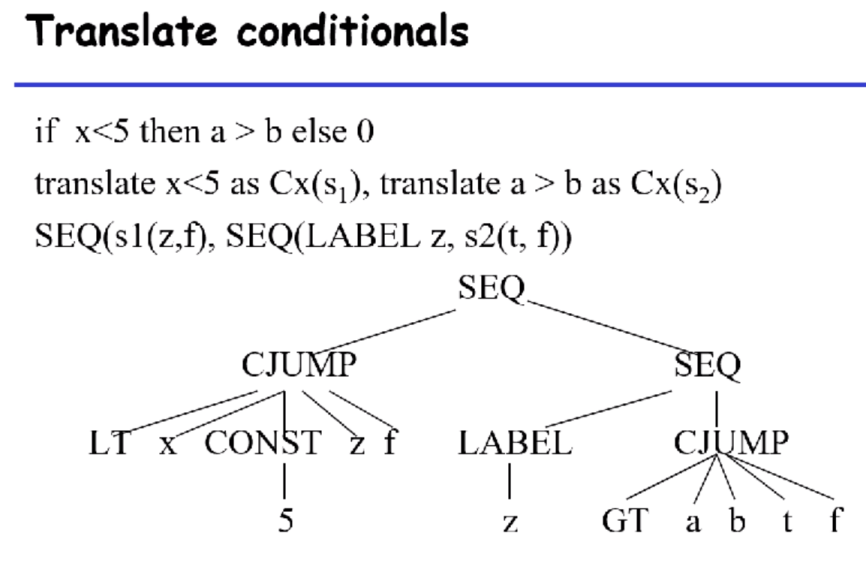 Translate conditionals
if x<5 then a > b else 0
translate x<5 as Cx(s₁), translate a > b as Cx(s₂)
SEQ(s1(z,f), SEQ(LABEL z, s2(t, f))
SEQ
CJUMP SEQ
LT x CONST z f LABEL CJUMP
5 z GT a b t f